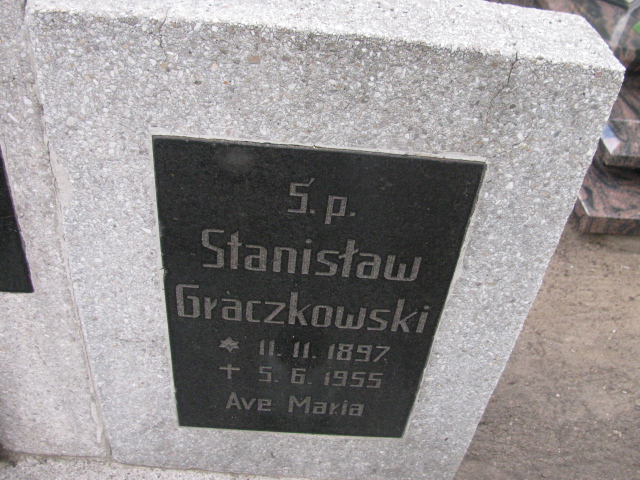 Ś.p.
Stanisław
Graczkowski
* 11. 11. 1897
✝ 5. 6. 1955
Ave Maria